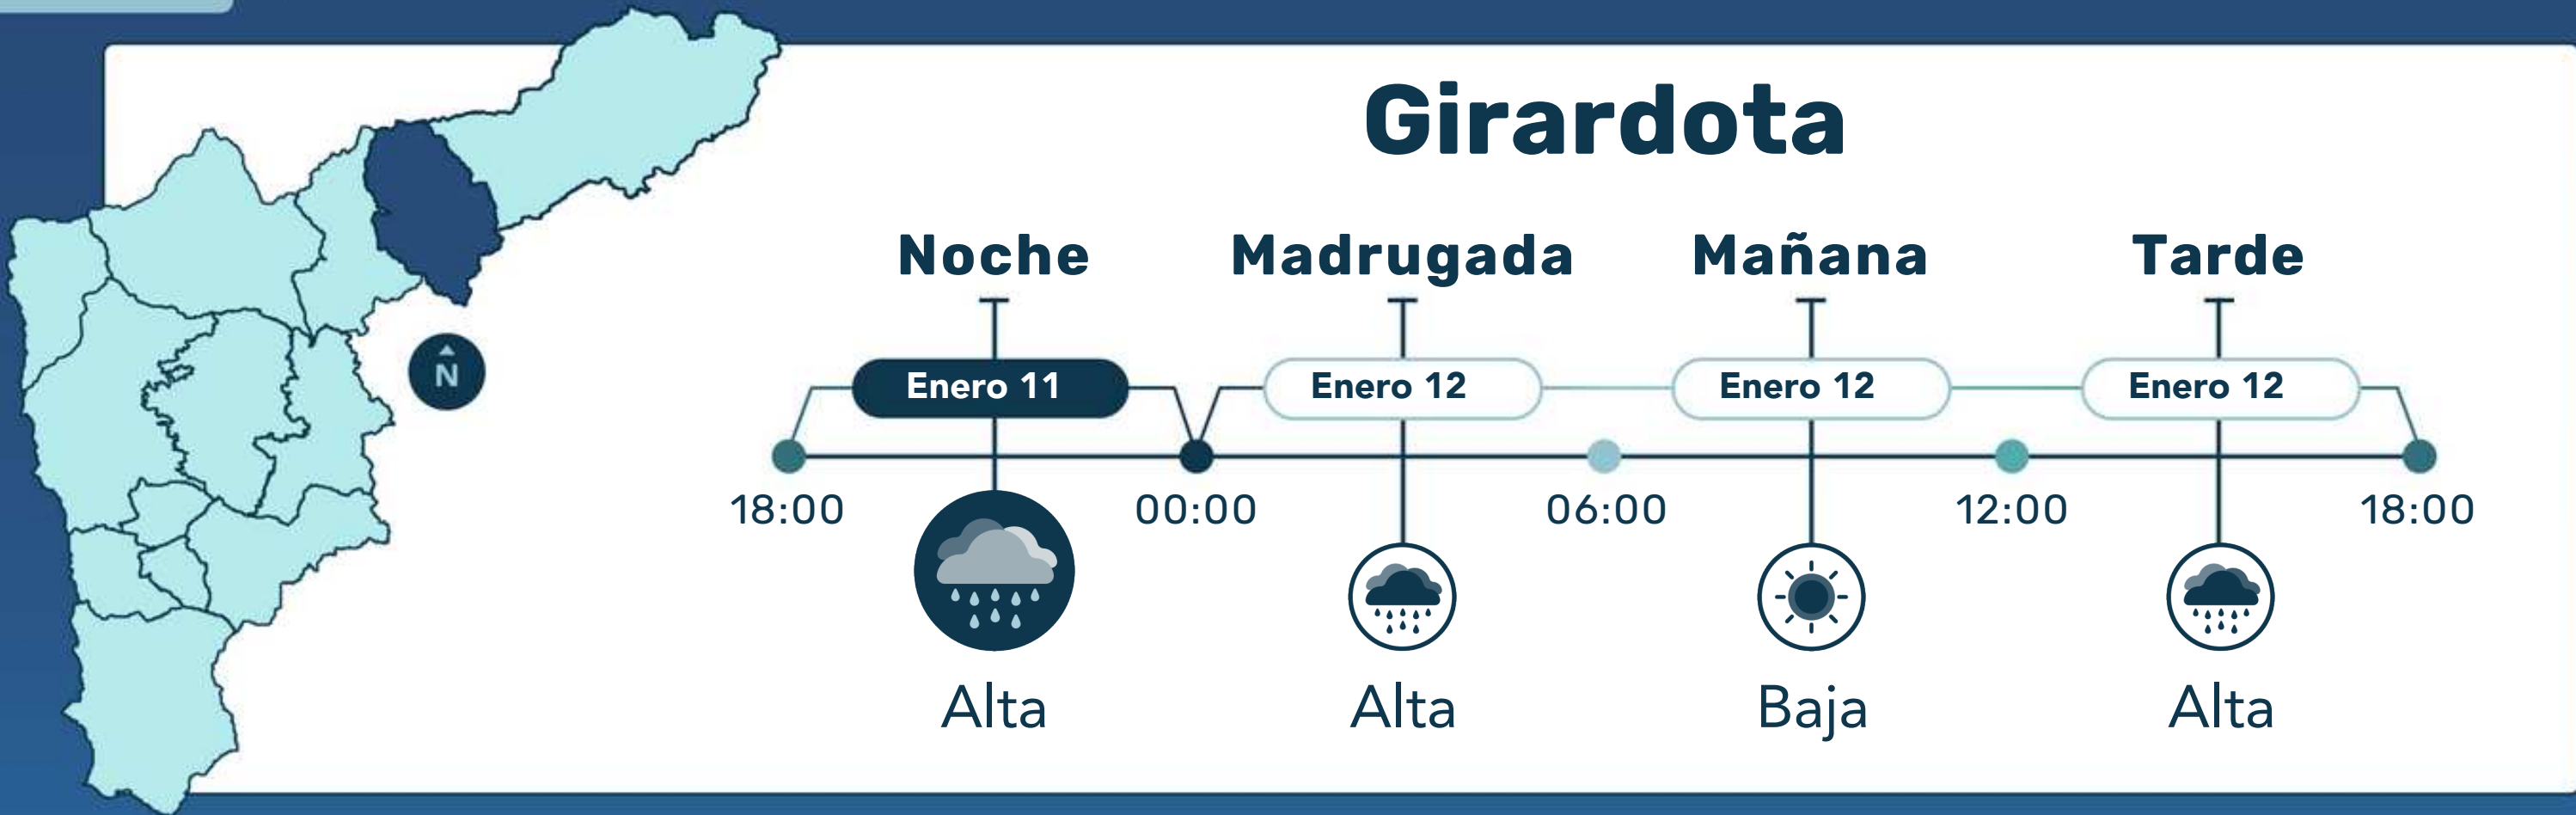 Girardota
Noche Madrugada Mañana Tarde
Enero 11 Enero 12 Enero 12 Enero 12
N
18:00 00:00 06:00 12:00 18:00
Alta Alta Baja Alta